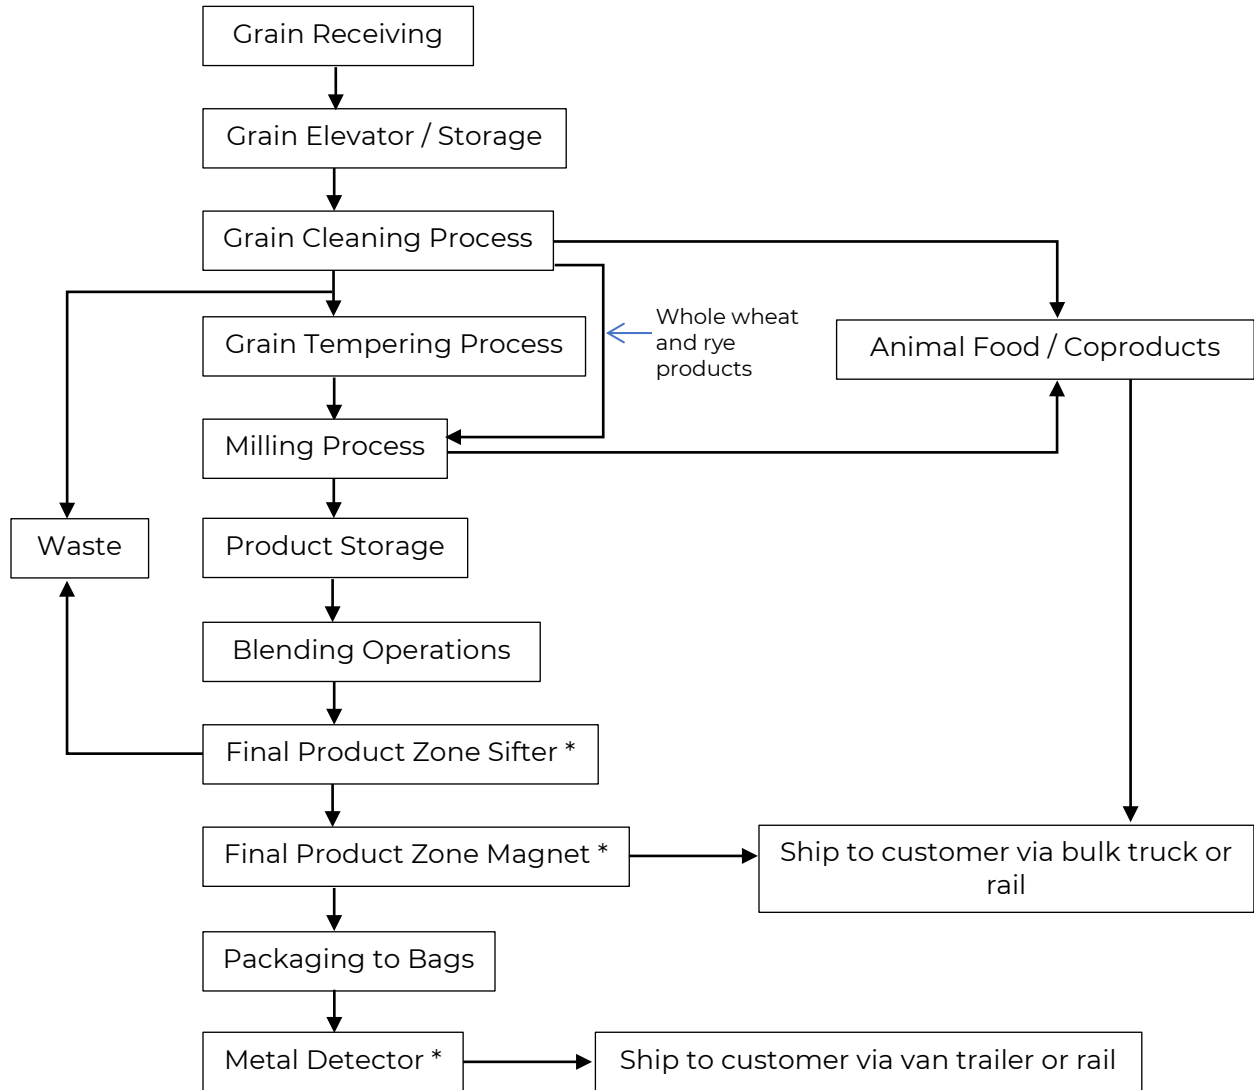 Grain Receiving
Grain Elevator / Storage
Grain Cleaning Process
Whole wheat
and rye
products
Grain Tempering Process
Animal Food / Coproducts
Milling Process
Waste
Product Storage
Blending Operations
Final Product Zone Sifter *
Final Product Zone Magnet *
Ship to customer via bulk truck or
rail
Packaging to Bags
Metal Detector *
Ship to customer via van trailer or rail